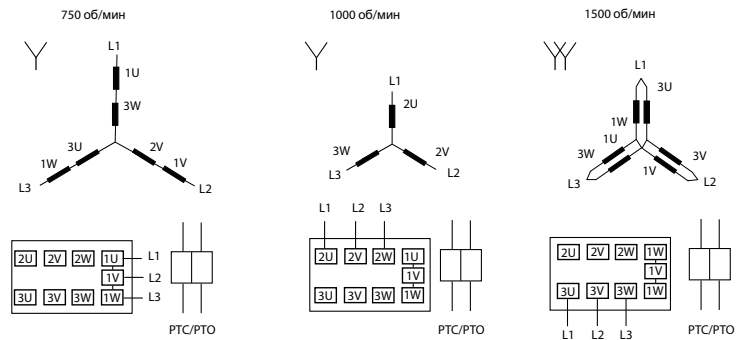 750 об/мин
1000 об/мин
1500 об/мин
L1
1U
3W
3U
2V
1W
1V
L3
L2
L1
2U
3W
2V
L3
L2
L1
3U
1W
1U
3W
3V
1V
L3
L2
2U 2V 2W 1U L1
1V L2
3U 3V 3W 1W L3
PTC/PTO
L1 L2 L3
2U 2V 2W 1U
1V
3U 3V 3W 1W
PTC/PTO
2U 2V 2W 1W
1V
3U 3V 3W 1W
L1 L2 L3
PTC/PTO